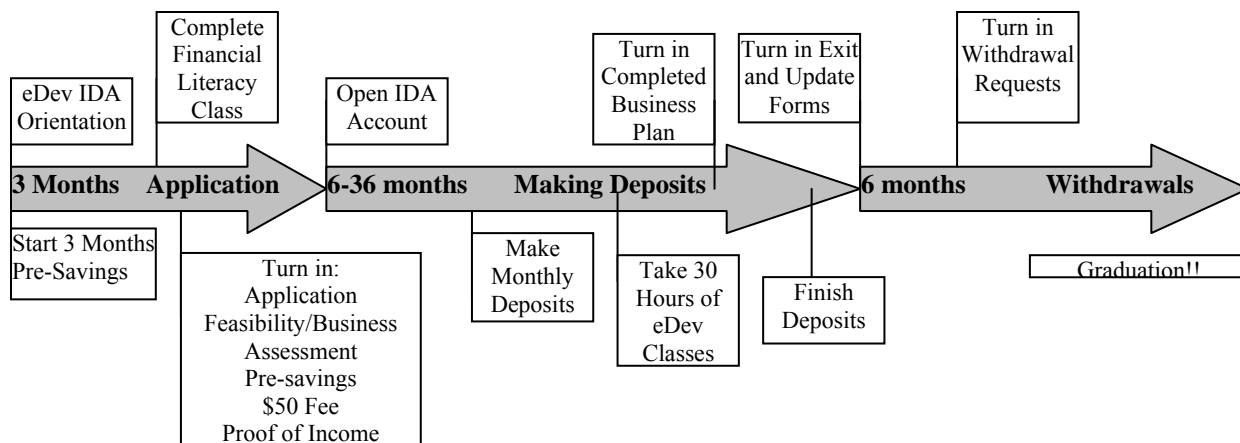 Complete
Financial
Literacy
Class
Turn in
Completed
Business
Plan
Turn in Exit
and Update
Forms
Turn in
Withdrawal
Requests
eDev IDA
Orientation
Open IDA
Account
3 Months Application
6-36 months Making Deposits
6 months Withdrawals
Start 3 Months
Pre-Savings
Turn in:
Application
Feasibility/Business
Assessment
Pre-savings
$50 Fee
Proof of Income
Make
Monthly
Deposits
Take 30
Hours of
eDev
Classes
Finish
Deposits
Graduation!!